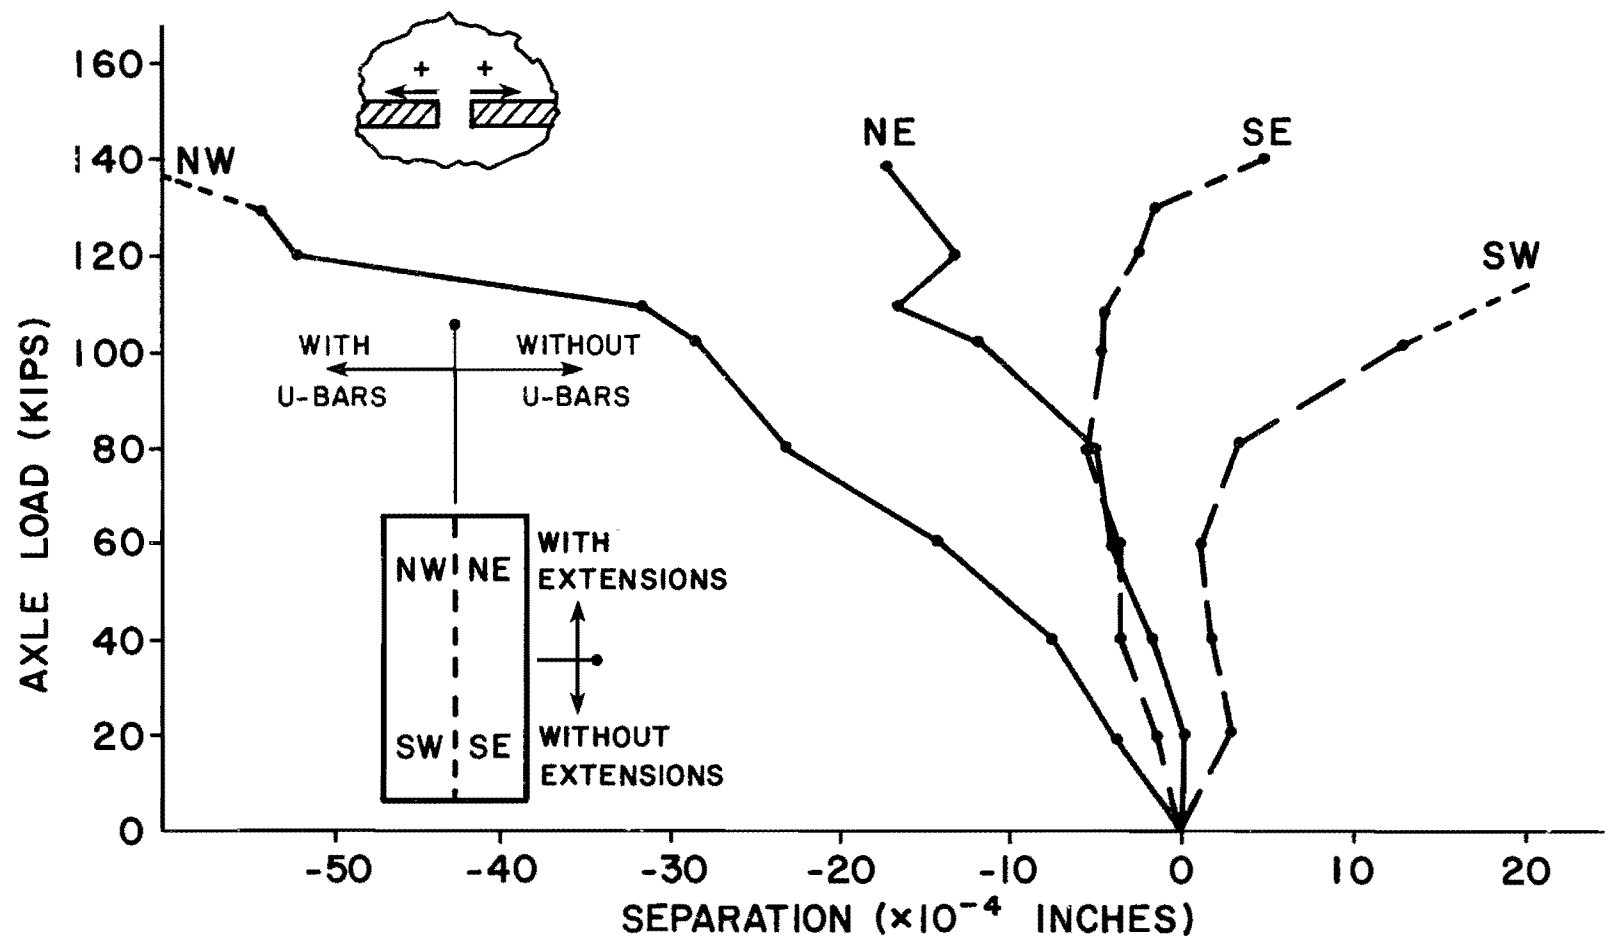 160
140
120
100
80
60
40
20
0
AXLE LOAD (KIPS)
+ +
NW
NE
SE
SW
WITH
U-BARS
WITHOUT
U-BARS
NW NE
SW SE
WITH
EXTENSIONS
WITHOUT
EXTENSIONS
-50 -40 -30 -20 -10 0 10 20
SEPARATION (×10⁻⁴ INCHES)